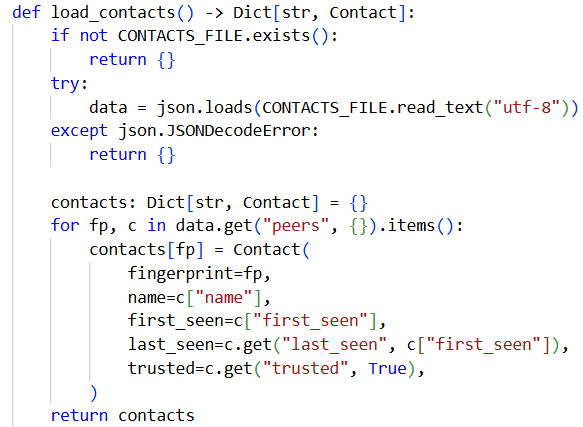 def load_contacts() -> Dict[str, Contact]:
    if not CONTACTS_FILE.exists():
        return {}
    try:
        data = json.loads(CONTACTS_FILE.read_text("utf-8"))
    except json.JSONDecodeError:
        return {}

    contacts: Dict[str, Contact] = {}
    for fp, c in data.get("peers", {}).items():
        contacts[fp] = Contact(
            fingerprint=fp,
            name=c["name"],
            first_seen=c["first_seen"],
            last_seen=c.get("last_seen", c["first_seen"]),
            trusted=c.get("trusted", True),
        )
    return contacts